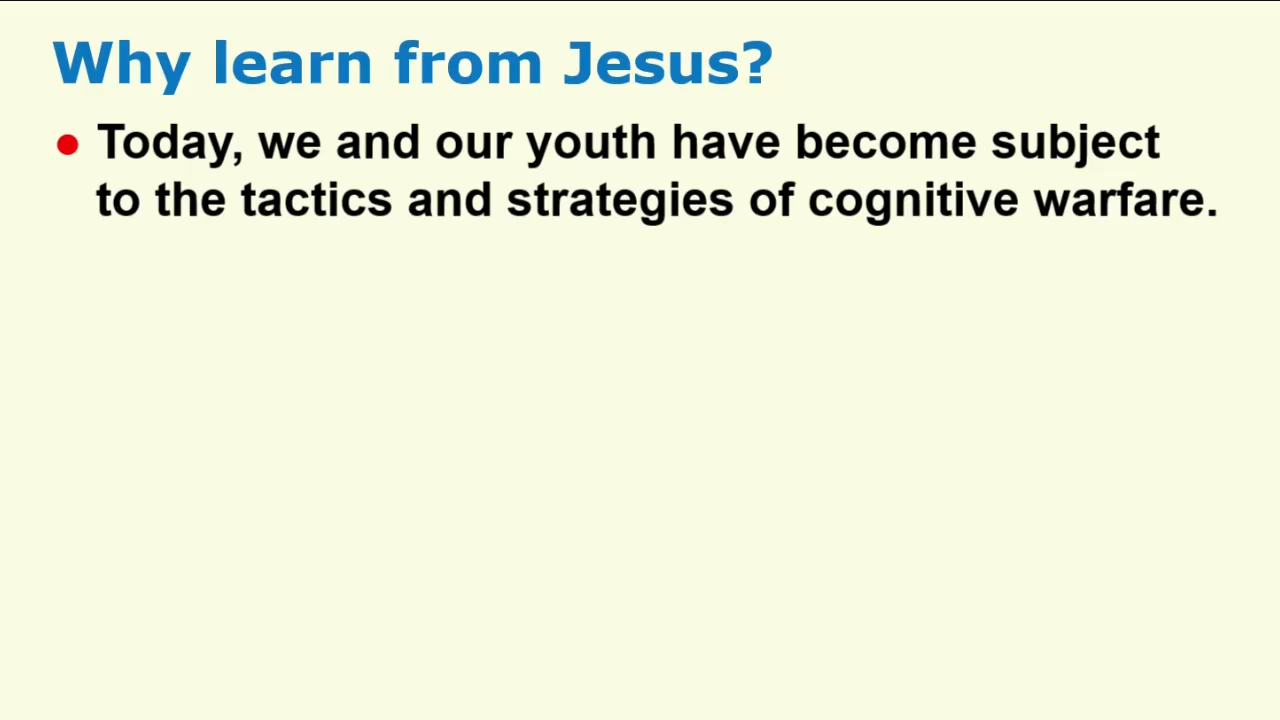 Why learn from Jesus?
● Today, we and our youth have become subject
to the tactics and strategies of cognitive warfare.